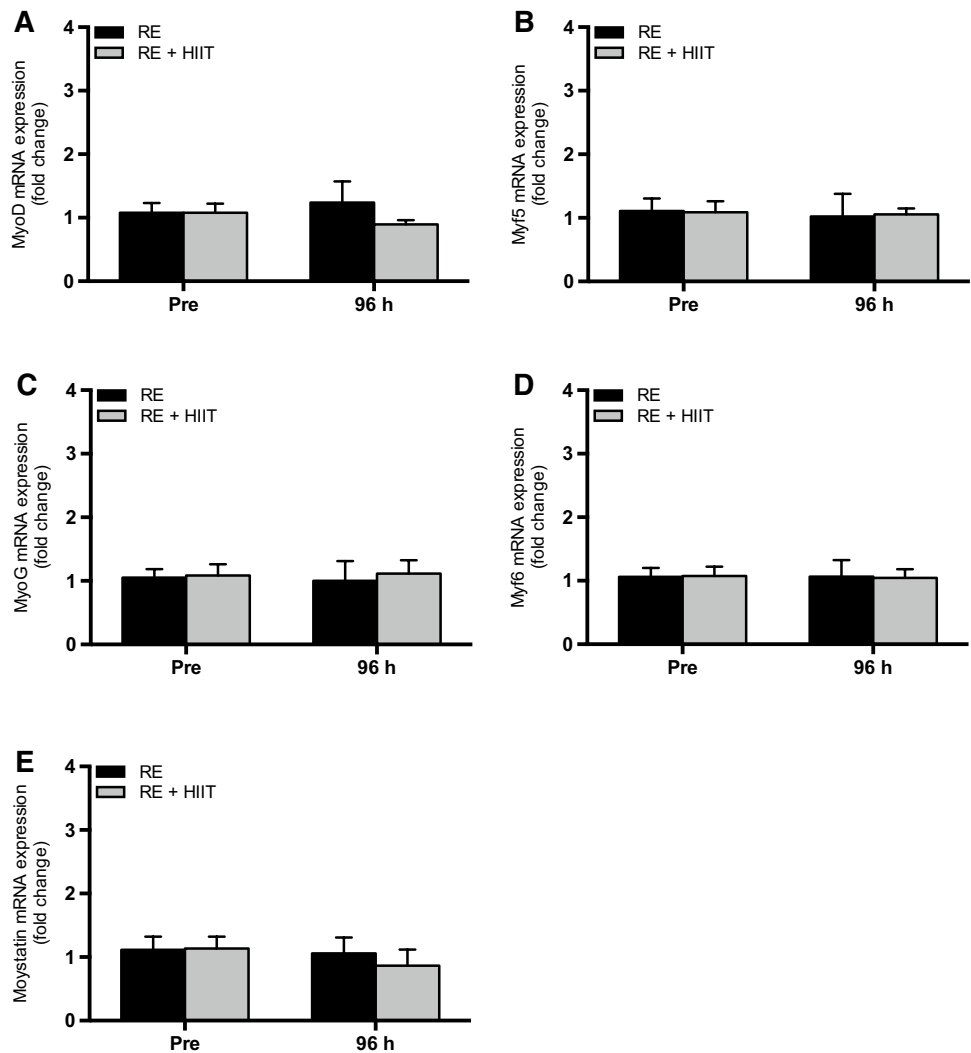 A
RE
RE + HIIT
MyoD mRNA expression
(fold change)
4
3
2
1
0
Pre
96 h
B
RE
RE + HIIT
Myf5 mRNA expression
(fold change)
4
3
2
1
0
Pre
96 h
C
RE
RE + HIIT
MyoG mRNA expression
(fold change)
4
3
2
1
0
Pre
96 h
D
RE
RE + HIIT
Myf6 mRNA expression
(fold change)
4
3
2
1
0
Pre
96 h
E
RE
RE + HIIT
Moystatin mRNA expression
(fold change)
4
3
2
1
0
Pre
96 h